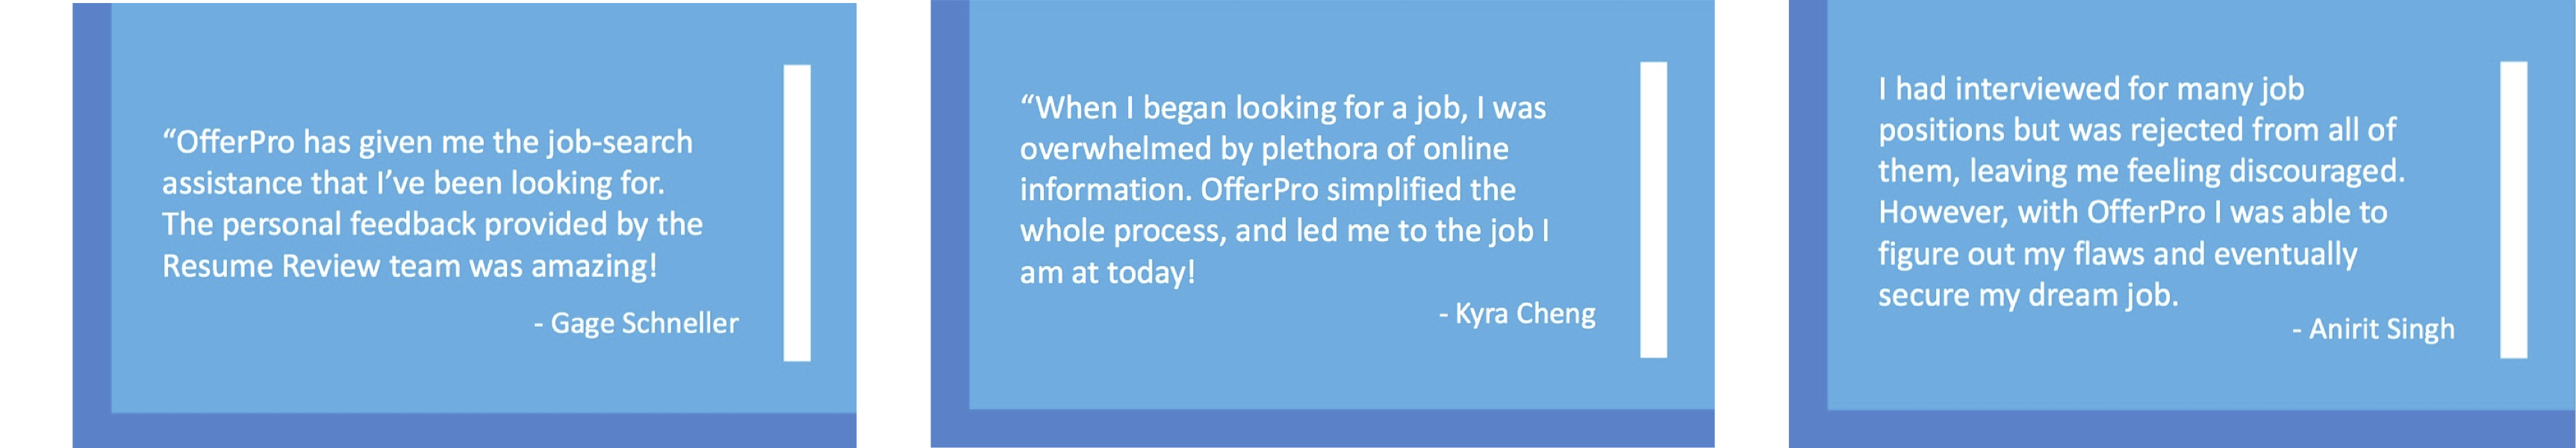 “OfferPro has given me the job-search
assistance that I’ve been looking for.
The personal feedback provided by the
Resume Review team was amazing!
- Gage Schneller
“When I began looking for a job, I was
overwhelmed by plethora of online
information. OfferPro simplified the
whole process, and led me to the job I
am at today!
- Kyra Cheng
I had interviewed for many job
positions but was rejected from all of
them, leaving me feeling discouraged.
However, with OfferPro I was able to
figure out my flaws and eventually
secure my dream job.
- Anirit Singh